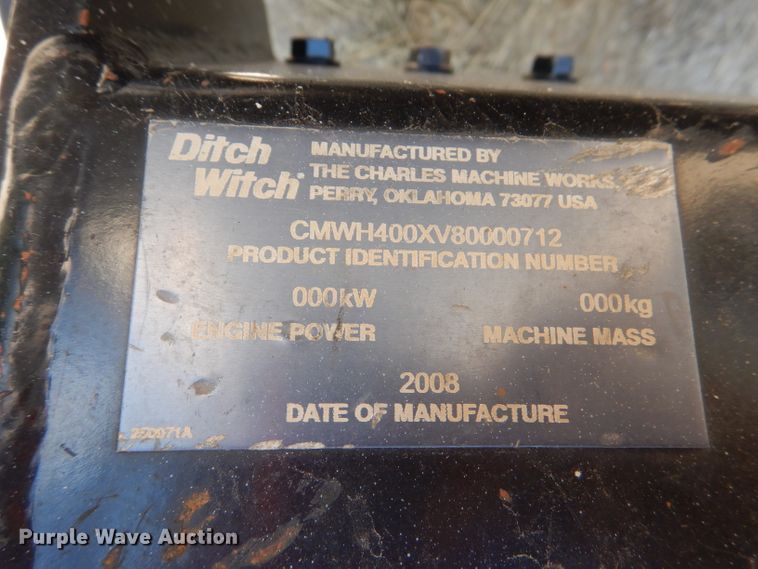 Ditch Witch®
MANUFACTURED BY
THE CHARLES MACHINE WORKS,
PERRY, OKLAHOMA 73077 USA
CMWH400XV80000712
PRODUCT IDENTIFICATION NUMBER
000kW 000kg
ENGINE POWER MACHINE MASS
2008
DATE OF MANUFACTURE
Purple Wave Auction